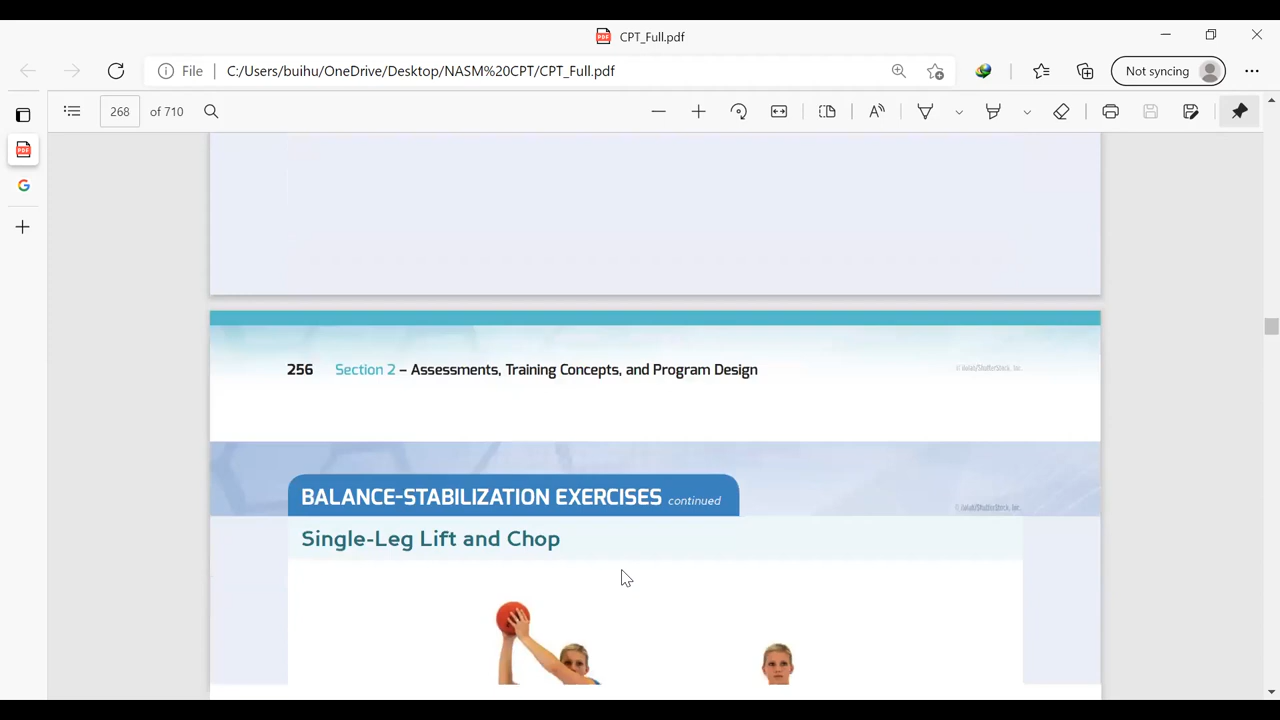 CPT_Full.pdf
File
C:/Users/buihu/OneDrive/Desktop/NASM%20CPT/CPT_Full.pdf
Not syncing
268 of 710
256 Section 2 – Assessments, Training Concepts, and Program Design
BALANCE-STABILIZATION EXERCISES continued
Single-Leg Lift and Chop